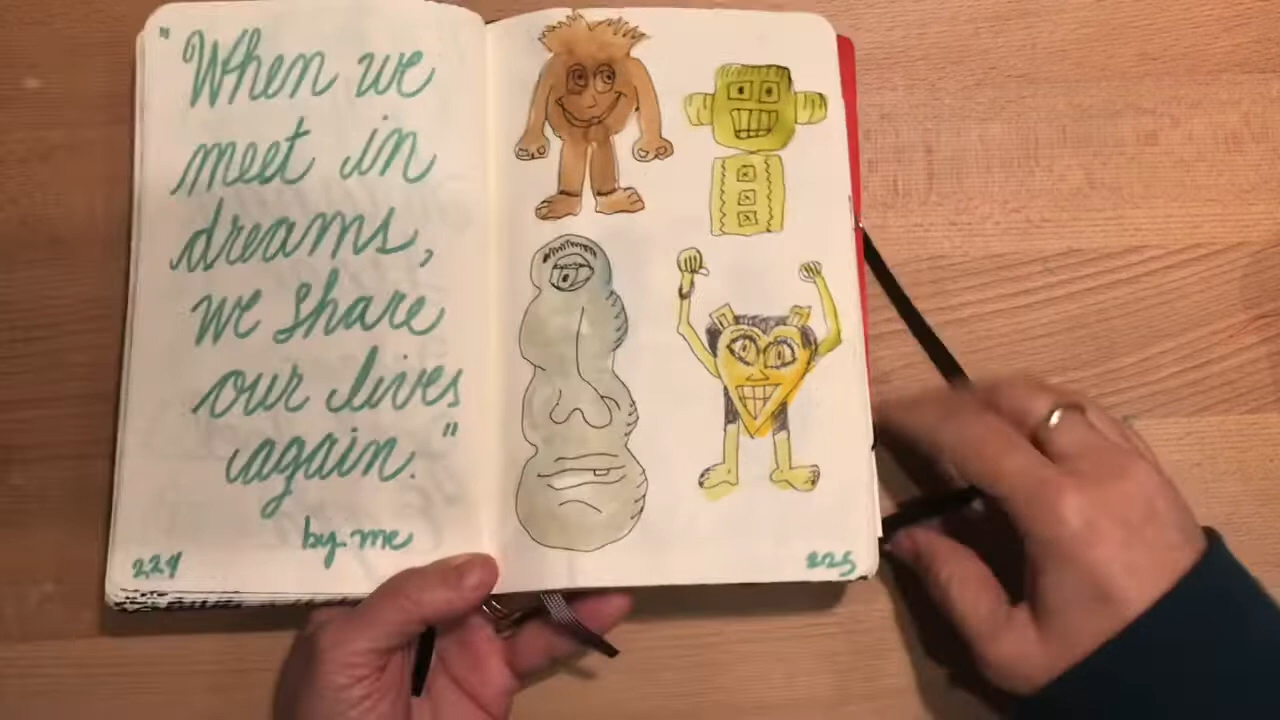 "When we
meet in
dreams,
we share
our lives
again."
by.me
224
225